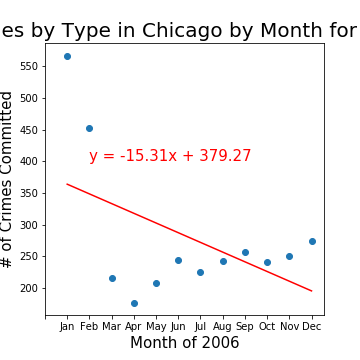 es by Type in Chicago by Month for
# of Crimes Committed
550
500
450
400
350
300
250
200
y = -15.31x + 379.27
Jan Feb Mar Apr May Jun Jul Aug Sep Oct Nov Dec
Month of 2006